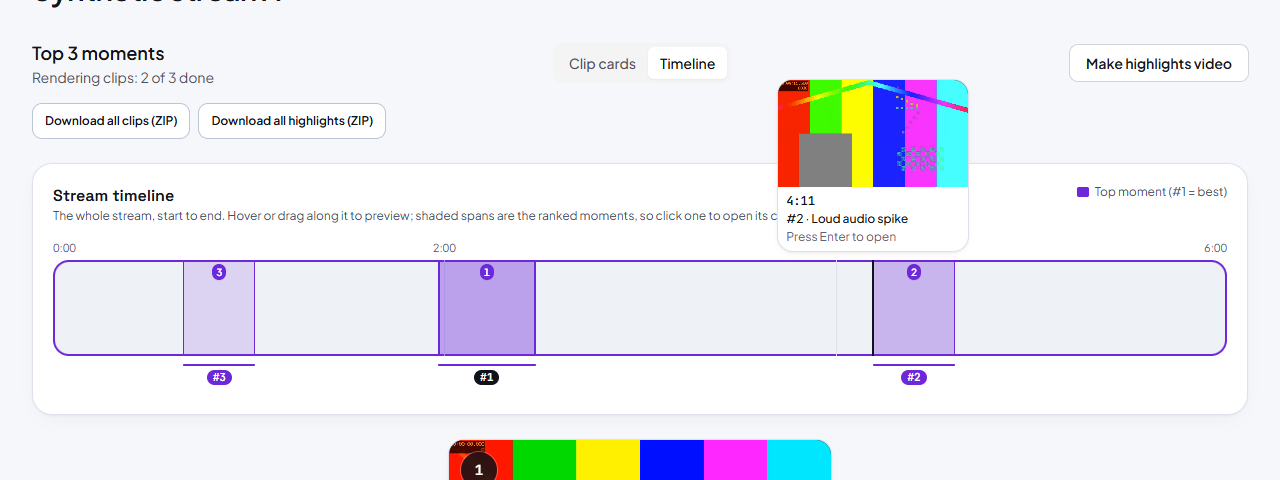 Top 3 moments
Rendering clips: 2 of 3 done
Clip cards
Timeline
Make highlights video
Download all clips (ZIP)
Download all highlights (ZIP)
Stream timeline
The whole stream, start to end. Hover or drag along it to preview; shaded spans are the ranked moments, so click one to open its
Top moment (#1 = best)
4:11
#2 · Loud audio spike
Press Enter to open
0:00
2:00
6:00
3
1
2
#3
#1
#2
1